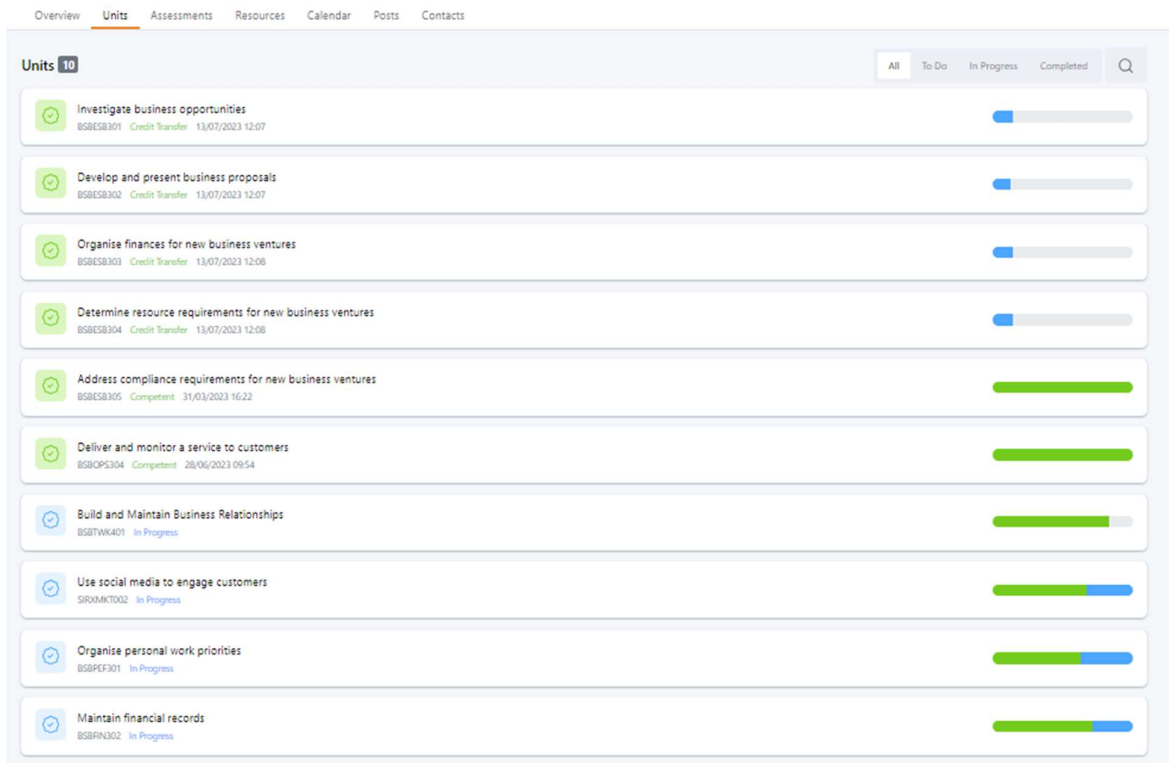 Overview Units Assessments Resources Calendar Posts Contacts
Units 10
All To Do In Progress Completed
Investigate business opportunities
BSBESB301 Credit Transfer 13/07/2023 12:07
Develop and present business proposals
BSBESB302 Credit Transfer 13/07/2023 12:07
Organise finances for new business ventures
BSBESB303 Credit Transfer 13/07/2023 12:08
Determine resource requirements for new business ventures
BSBESB304 Credit Transfer 13/07/2023 12:08
Address compliance requirements for new business ventures
BSBESB305 Competent 31/03/2023 16:22
Deliver and monitor a service to customers
BSBOPS304 Competent 28/06/2023 09:54
Build and Maintain Business Relationships
BSBTWK401 In Progress
Use social media to engage customers
SIRXMKT002 In Progress
Organise personal work priorities
BSBPEF301 In Progress
Maintain financial records
BSBFIN302 In Progress